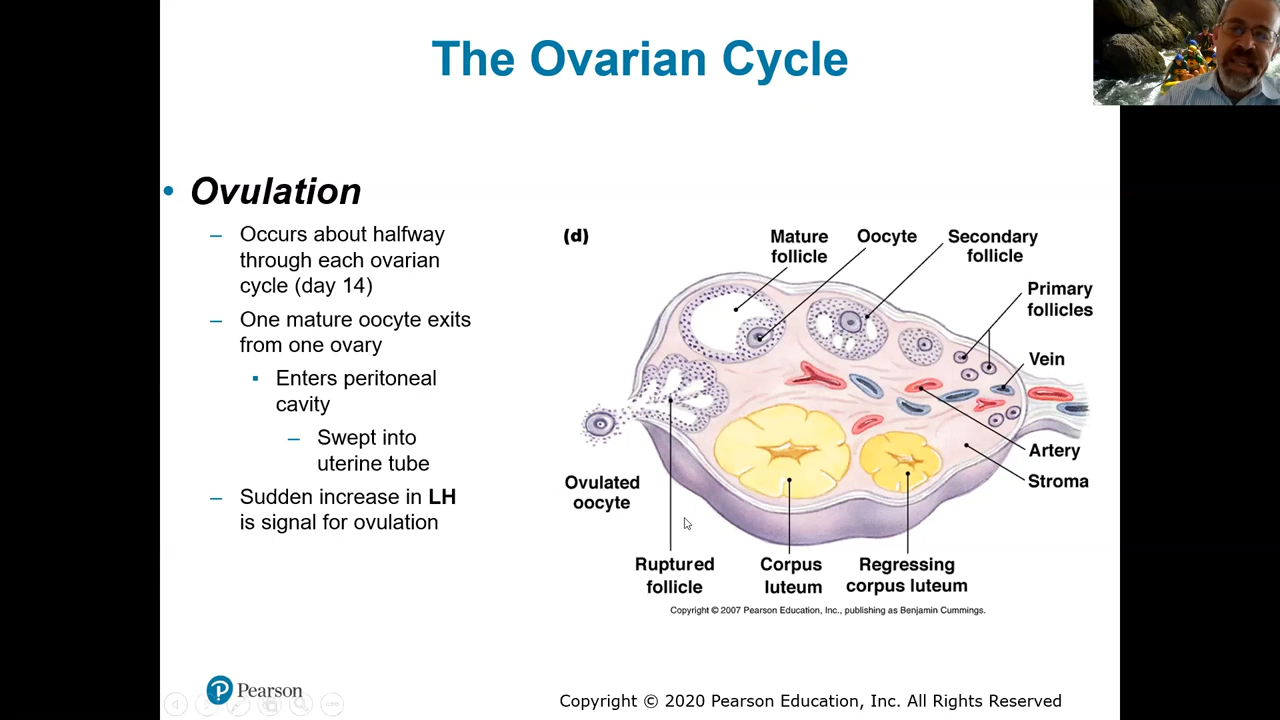 The Ovarian Cycle
• Ovulation
– Occurs about halfway
through each ovarian
cycle (day 14)
– One mature oocyte exits
from one ovary
▪ Enters peritoneal
cavity
– Swept into
uterine tube
– Sudden increase in LH
is signal for ovulation
(d)
Mature
follicle
Oocyte
Secondary
follicle
Primary
follicles
Vein
Artery
Stroma
Ovulated
oocyte
Ruptured
follicle
Corpus
luteum
Regressing
corpus luteum
Copyright © 2007 Pearson Education, Inc., publishing as Benjamin Cummings.
P Pearson
Copyright © 2020 Pearson Education, Inc. All Rights Reserved